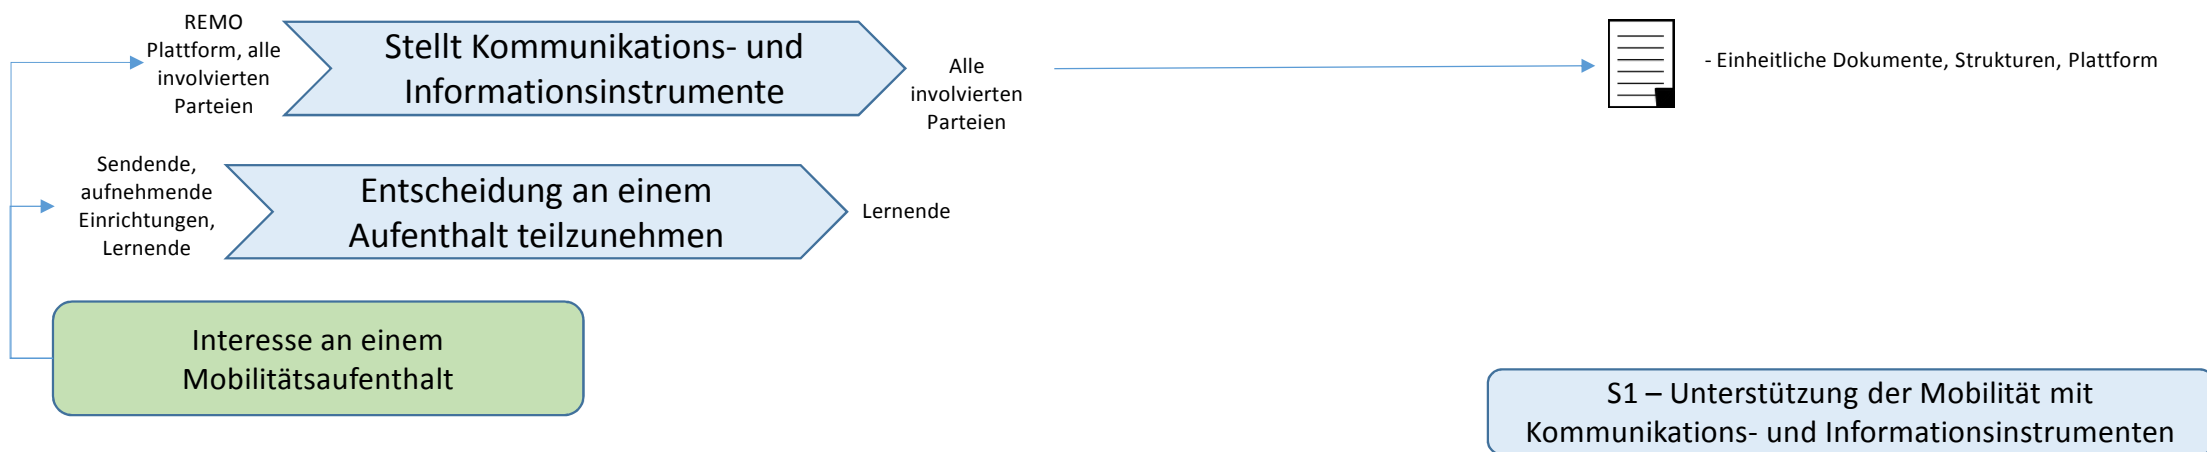 REMO
Plattform, alle
involvierten
Parteien
Stellt Kommunikations- und
Informationsinstrumente
Alle
involvierten
Parteien
- Einheitliche Dokumente, Strukturen, Plattform
Sendende,
aufnehmende
Einrichtungen,
Lernende
Entscheidung an einem
Aufenthalt teilzunehmen
Lernende
Interesse an einem
Mobilitätsaufenthalt
S1 – Unterstützung der Mobilität mit
Kommunikations- und Informationsinstrumenten